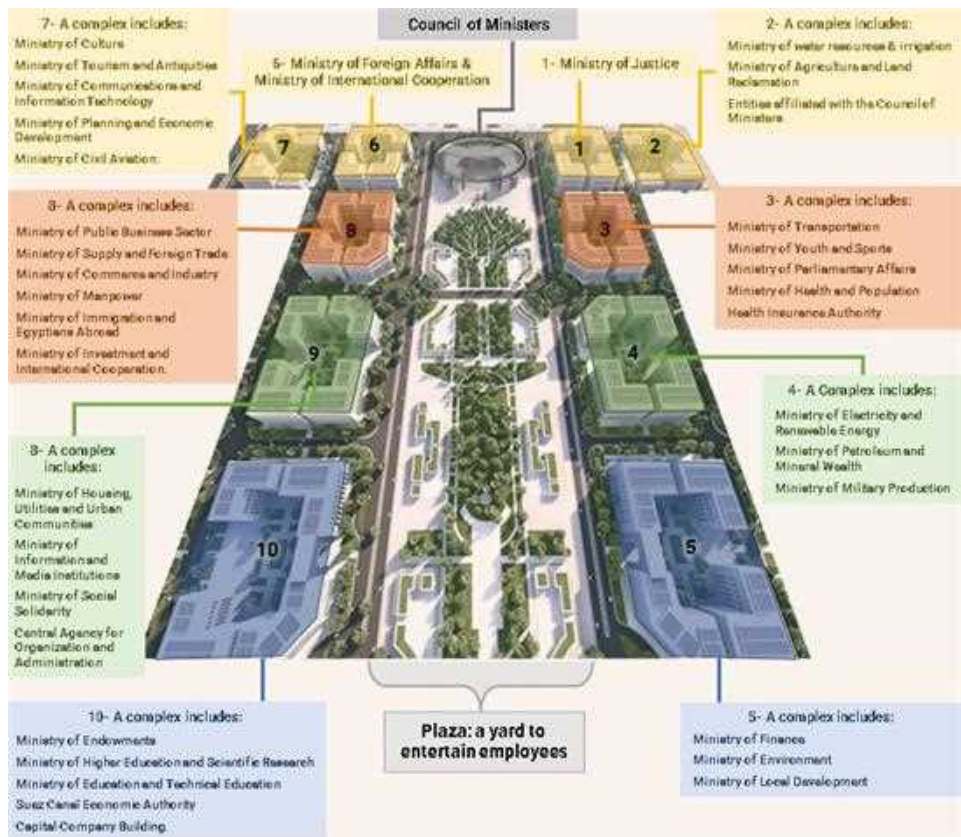 Council of Ministers
7- A complex includes:
Ministry of Culture
Ministry of Tourism and Antiquities
Ministry of Communications and
Information Technology
Ministry of Planning and Economic
Development
Ministry of Civil Aviation.
6- Ministry of Foreign Affairs &
Ministry of International Cooperation
1- Ministry of Justice
2- A complex includes:
Ministry of water resources & irrigation
Ministry of Agriculture and Land
Reclamation
Entities affiliated with the Council of
Ministers
7
6
1
2
8- A complex includes:
Ministry of Public Business Sector
Ministry of Supply and Foreign Trade
Ministry of Commerce and Industry
Ministry of Manpower
Ministry of Immigration and
Egyptians Abroad
Ministry of Investment and
International Cooperation.
8
3
3- A complex includes:
Ministry of Transportation
Ministry of Youth and Sports
Ministry of Parliamentary Affairs
Ministry of Health and Population
Health Insurance Authority
9
4
4- A Complex includes:
Ministry of Electricity and
Renewable Energy
Ministry of Petroleum and
Mineral Wealth
Ministry of Military Production
8- A complex
includes:
Ministry of Housing,
Utilities and Urban
Communities
Ministry of
Information and
Media Institutions
Ministry of Social
Solidarity
Central Agency for
Organization and
Administration
10
5
10- A complex includes:
Ministry of Endowments
Ministry of Higher Education and Scientific Research
Ministry of Education and Technical Education
Suez Canal Economic Authority
Capital Company Building.
Plaza: a yard to
entertain employees
5- A complex includes:
Ministry of Finance
Ministry of Environment
Ministry of Local Development